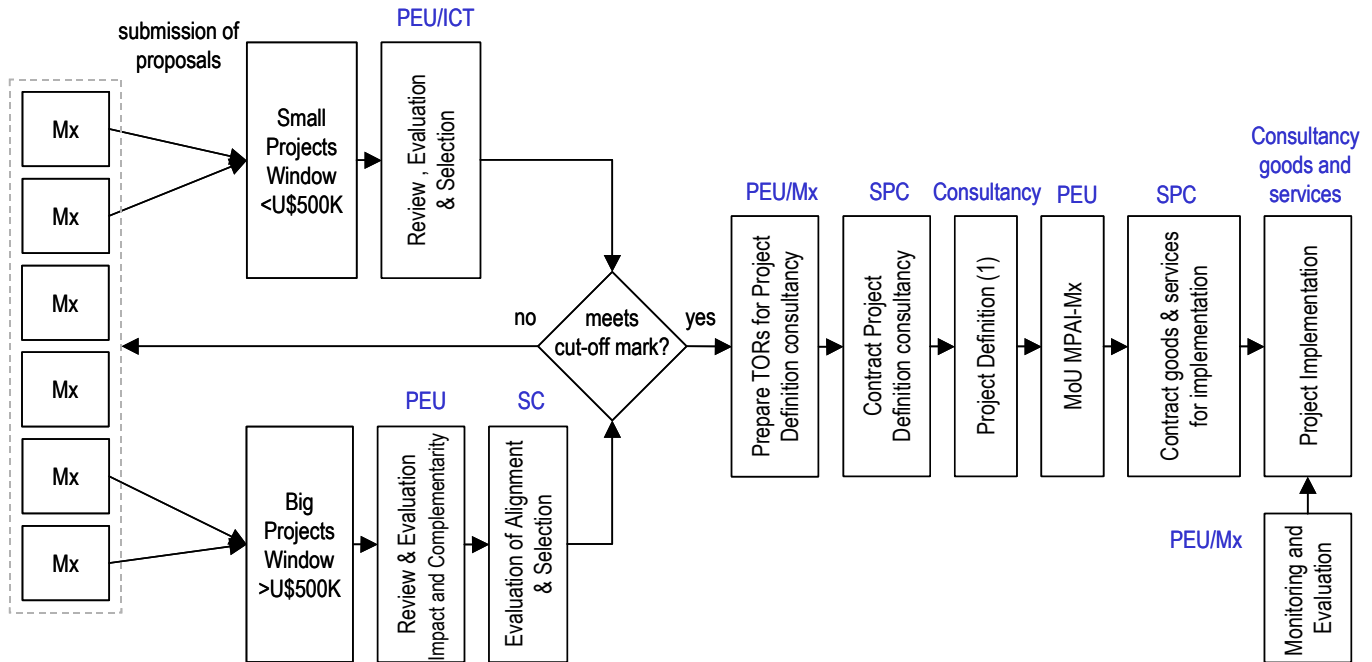 submission of
proposals
Mx
Mx
Mx
Mx
Mx
Mx
Small
Projects
Window
<U$500K
PEU/ICT
Review , Evaluation
& Selection
Big
Projects
Window
>U$500K
PEU
Review & Evaluation
Impact and Complementarity
SC
Evaluation of Alignment
& Selection
no
meets
cut-off mark?
yes
PEU/Mx
Prepare TORs for Project
Definition consultancy
SPC
Contract Project
Definition consultancy
Consultancy
Project Definition (1)
PEU
MoU MPAI-Mx
SPC
Contract goods & services
for implementation
Consultancy
goods and
services
Project Implementation
PEU/Mx
Monitoring and
Evaluation